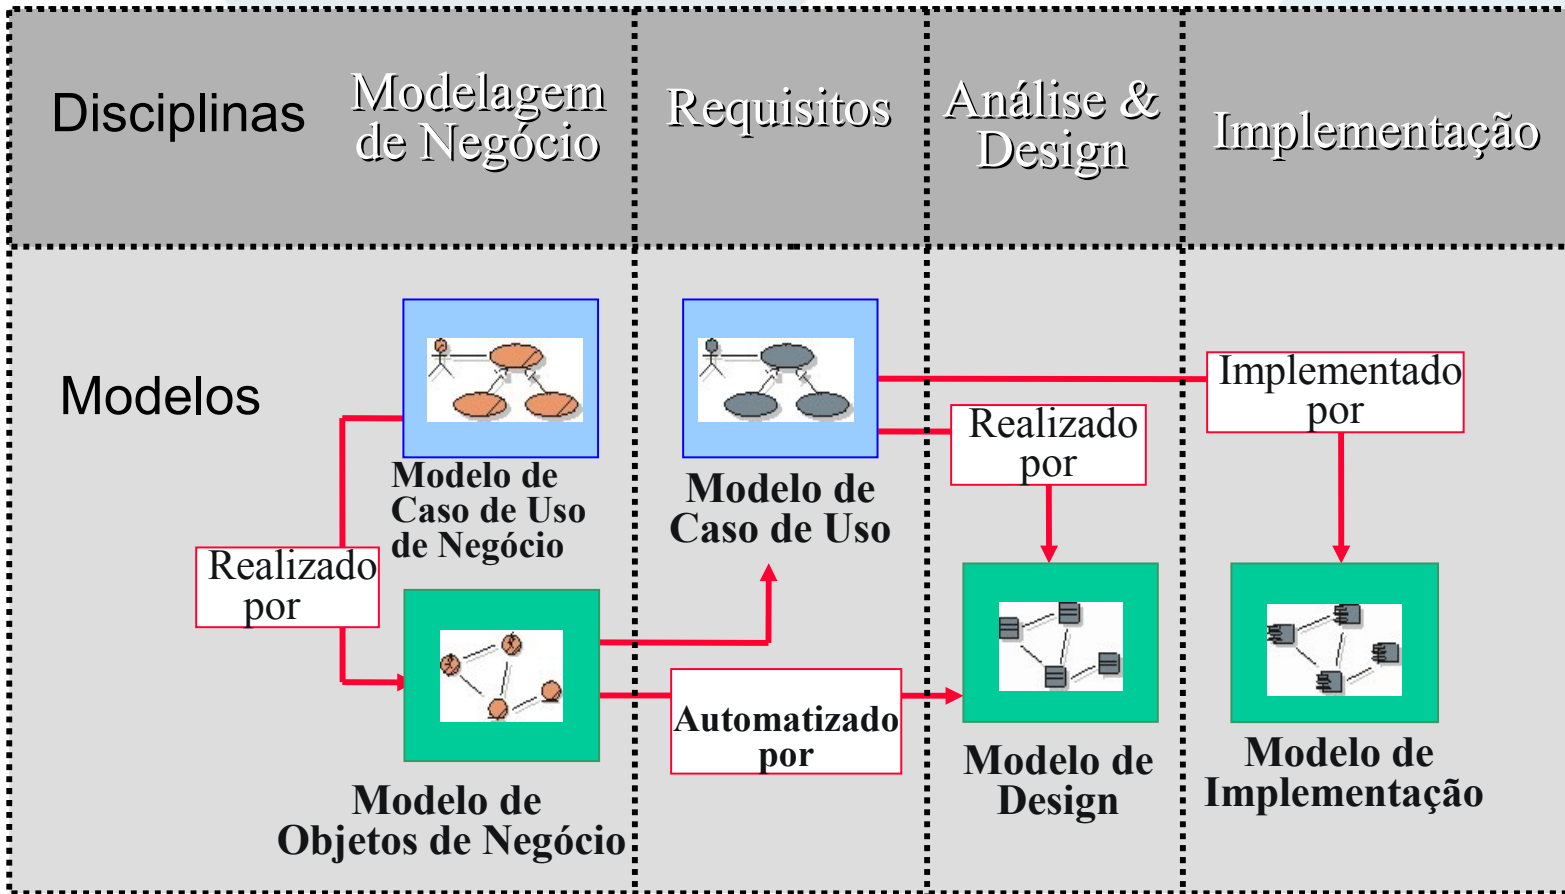 Disciplinas
Modelagem
de Negócio
Requisitos
Análise &
Design
Implementação
Modelos
Modelo de
Caso de Uso
de Negócio
Realizado
por
Modelo de
Objetos de Negócio
Modelo de
Caso de Uso
Automatizado
por
Realizado
por
Modelo de
Design
Implementado
por
Modelo de
Implementação